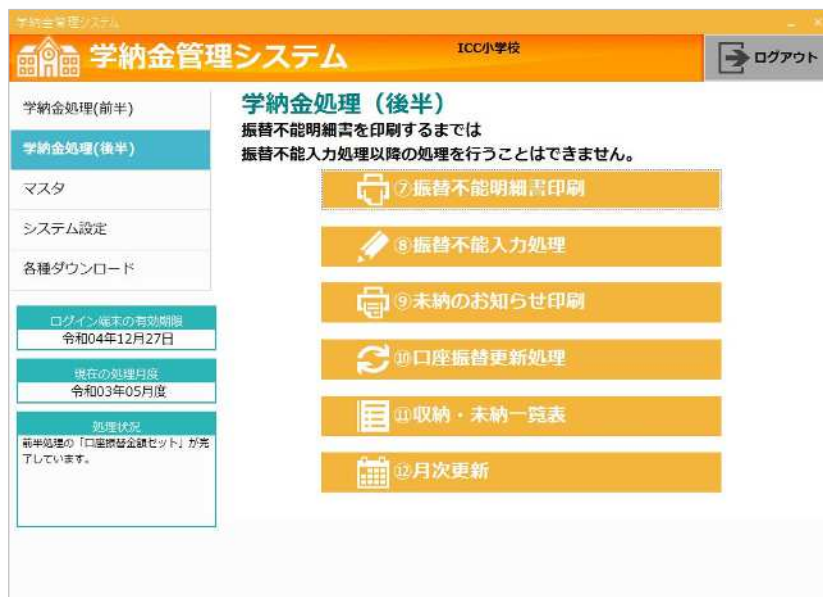 学納金管理システム
学納金管理システム
ICC小学校
ログアウト
学納金処理(前半)
学納金処理(後半)
マスタ
システム設定
各種ダウンロード
ログイン端末の有効期限
令和04年12月27日
現在の処理月度
令和03年05月度
処理状況
前半処理の「口座振替金額セット」が完
了しています。
学納金処理（後半）
振替不能明細書を印刷するまでは
振替不能入力処理以降の処理を行うことはできません。
⑦振替不能明細書印刷
⑧振替不能入力処理
⑨未納のお知らせ印刷
⑩口座振替更新処理
⑪収納・未納一覧表
⑫月次更新